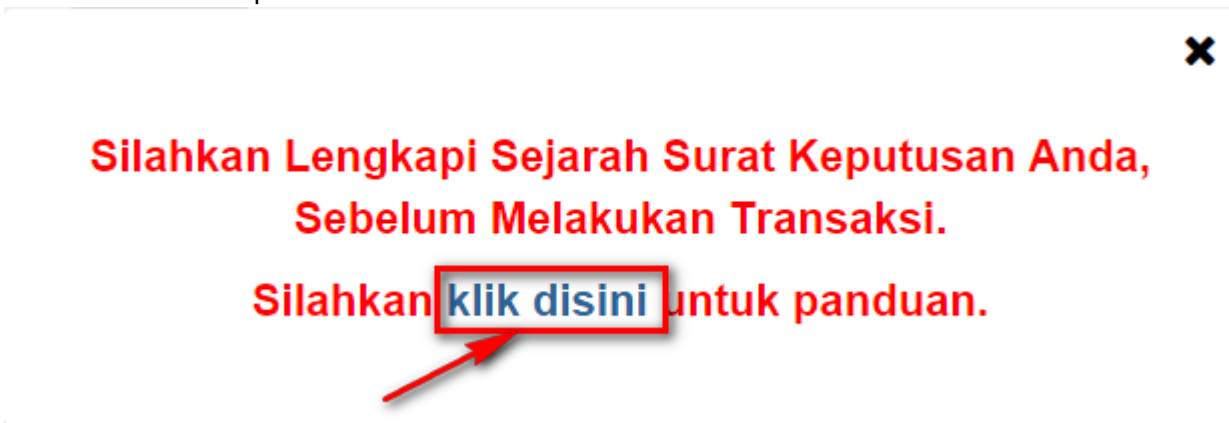 Silahkan Lengkapi Sejarah Surat Keputusan Anda,
Sebelum Melakukan Transaksi.
Silahkan klik disini untuk panduan.